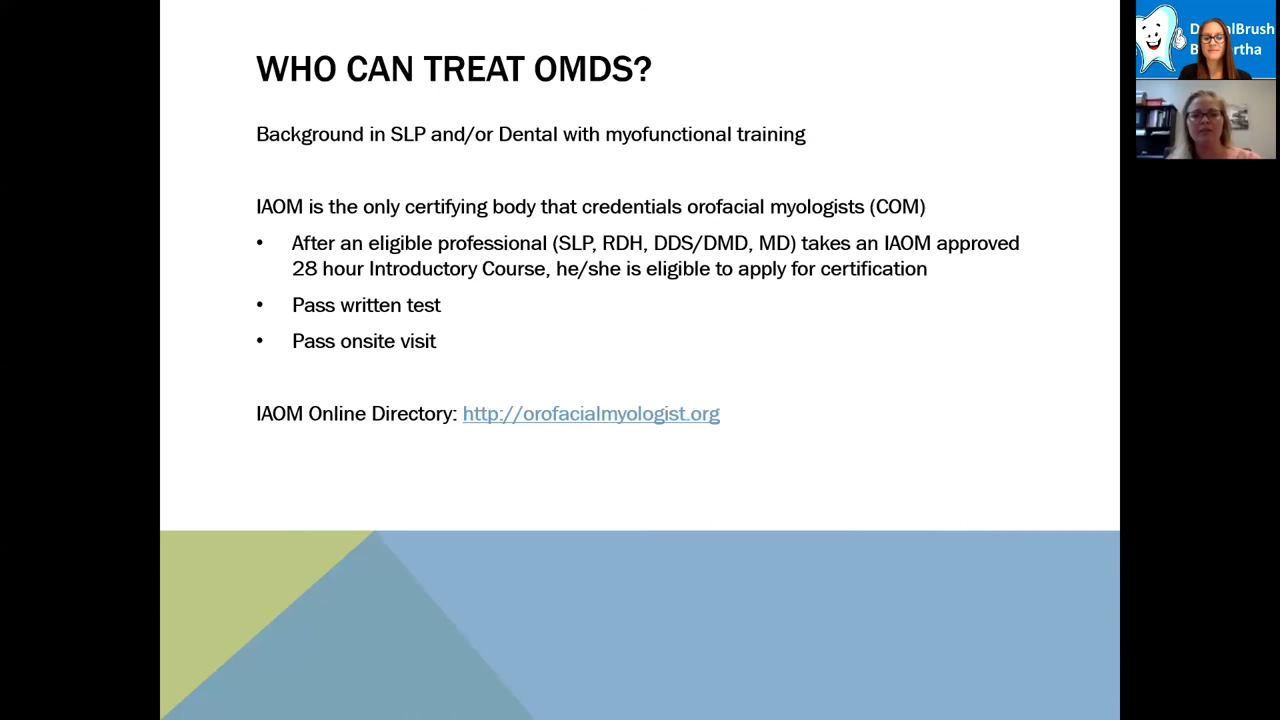 WHO CAN TREAT OMDS?
Background in SLP and/or Dental with myofunctional training
IAOM is the only certifying body that credentials orofacial myologists (COM)
• After an eligible professional (SLP, RDH, DDS/DMD, MD) takes an IAOM approved
28 hour Introductory Course, he/she is eligible to apply for certification
• Pass written test
• Pass onsite visit
IAOM Online Directory: http://orofacialmyologist.org